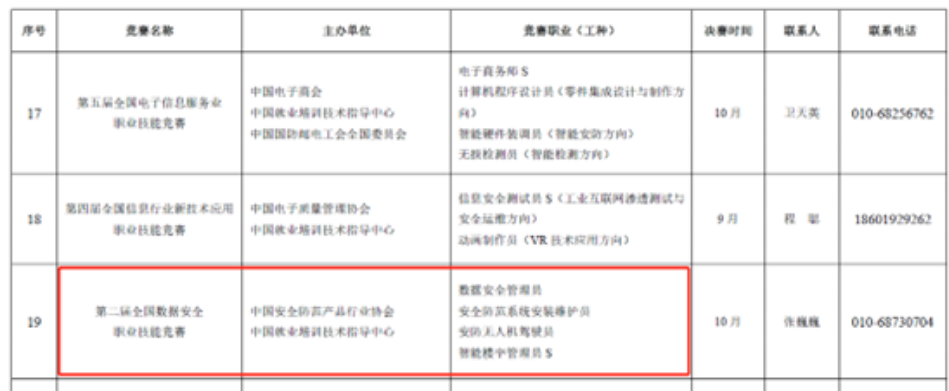 序号 竞赛名称 主办单位 竞赛职业（工种） 决赛时间 联系人 联系电话
17
第五届全国电子信息服务业
职业技能竞赛
中国电子商会
中国就业培训技术指导中心
中国国防邮电工会全国委员会
电子商务师 S
计算机程序设计员（零件集成设计与制作方
向）
智能硬件装调员（智能安防方向）
无损检测员（智能检测方向）
10 月
卫天英
010-68256762
18
第四届全国信息行业新技术应用
职业技能竞赛
中国电子质量管理协会
中国就业培训技术指导中心
信息安全测试员 S（工业互联网渗透测试与
安全运维方向）
动画制作员（VR 技术应用方向）
9 月
程
18601929262
19
第二届全国数据安全
职业技能竞赛
中国安全防范产品行业协会
中国就业培训技术指导中心
数据安全管理员
安全防范系统安装维护员
安防无人机驾驶员
智能楼宇管理员 S
10 月
张巍巍
010-68730704